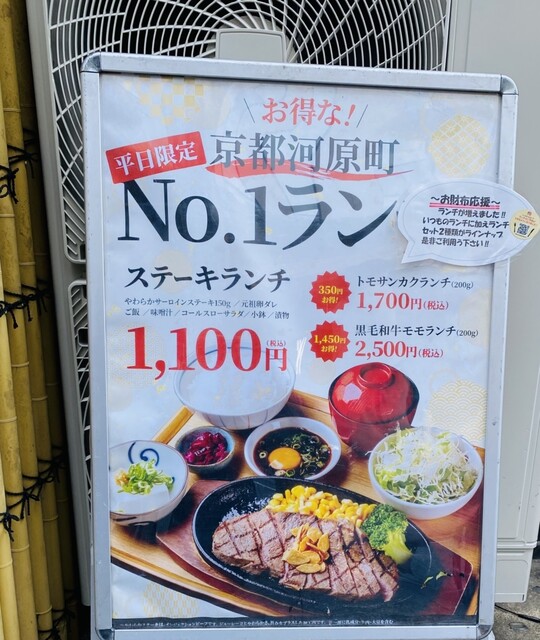 お得な!
平日限定
京都河原町
No.1ラン
~お財布応援~
ランチが増えました!!
いつものランチに加えランチ
セット2種類がラインナップ
是非ご利用う下さい!!
ステーキランチ
やわらかサーロインステーキ150g/元祖卵ダレ
ご飯/味噌汁/コールスローサラダ/小鉢/漬物
1,100円(税込)
350円お得!
トモサンカクランチ(200g)
1,700円(税込)
1,450円お得!
黒毛和牛モモランチ(200g)
2,500円(税込)